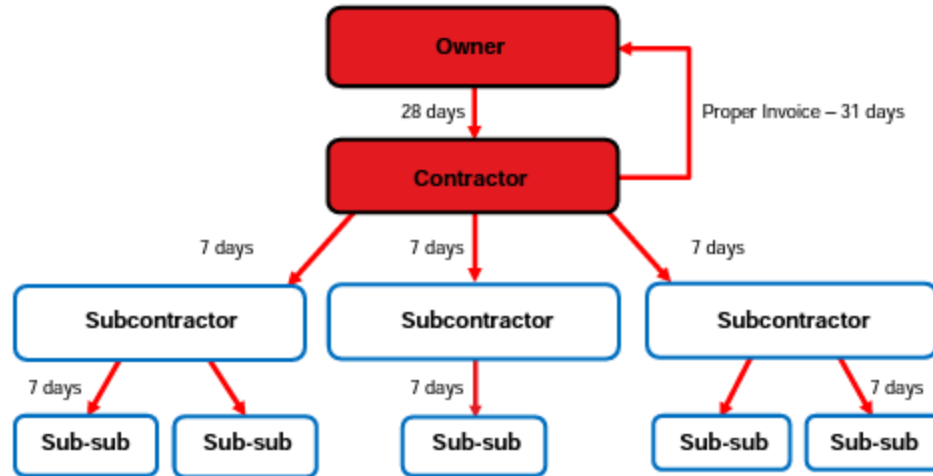 Owner
28 days
Proper Invoice – 31 days
Contractor
7 days
7 days
7 days
Subcontractor
Subcontractor
Subcontractor
7 days
7 days
7 days
Sub-sub
Sub-sub
Sub-sub
Sub-sub
Sub-sub